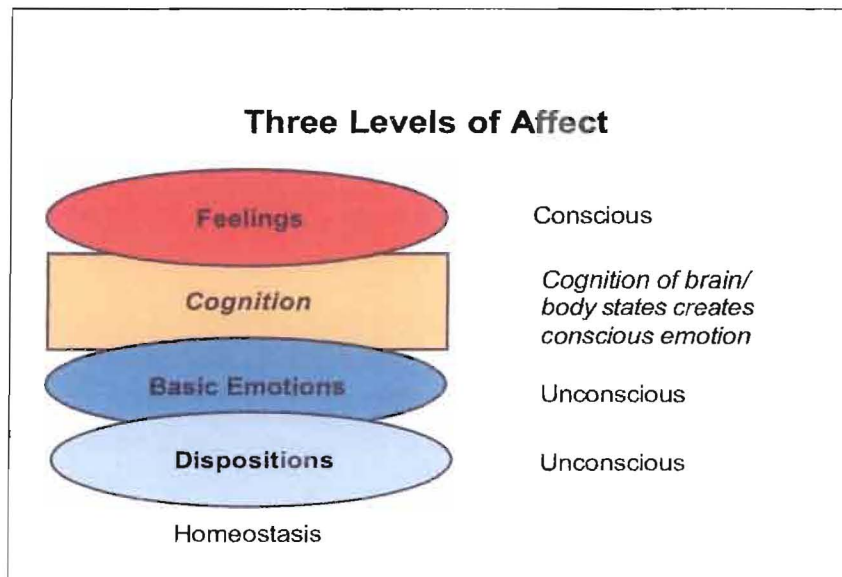 Three Levels of Affect
Feelings
Conscious
Cognition
Cognition of brain/
body states creates
conscious emotion
Basic Emotions
Unconscious
Dispositions
Unconscious
Homeostasis